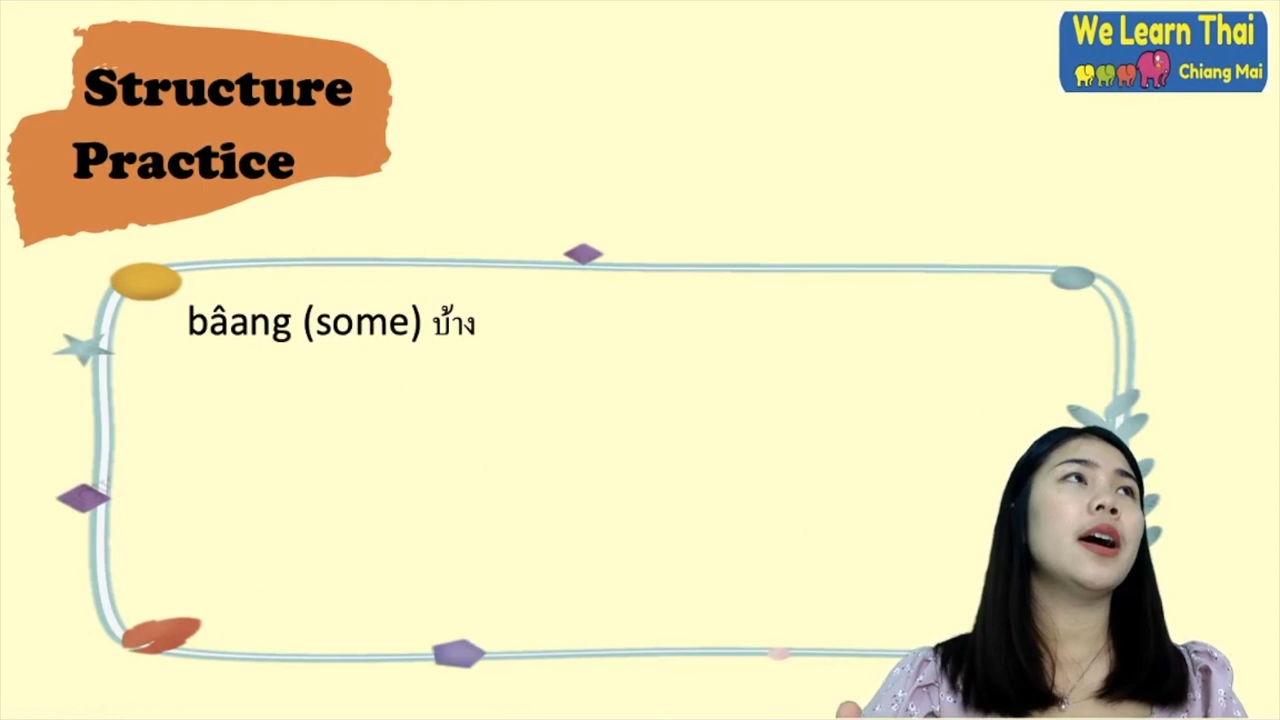 Structure
Practice
We Learn Thai
Chiang Mai
bâang (some) บ้าง